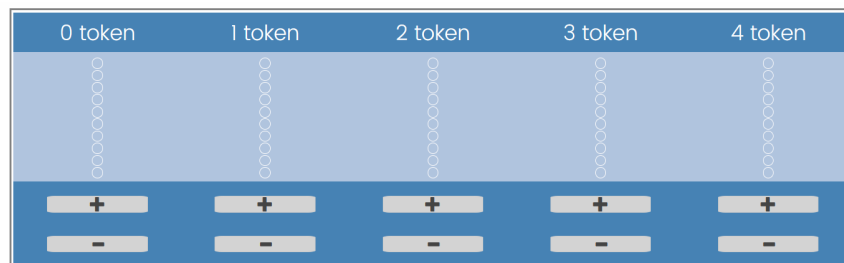 0 token 1 token 2 token 3 token 4 token
+ + + + +
- - - - -